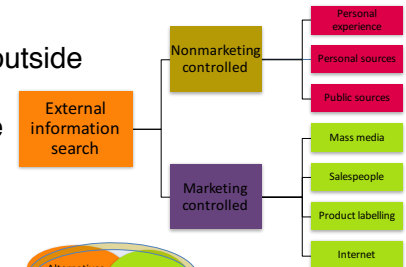 outside
External
information
search
Nonmarketing
controlled
Personal
experience
Personal sources
Public sources
Marketing
controlled
Mass media
Salespeople
Product labelling
Internet